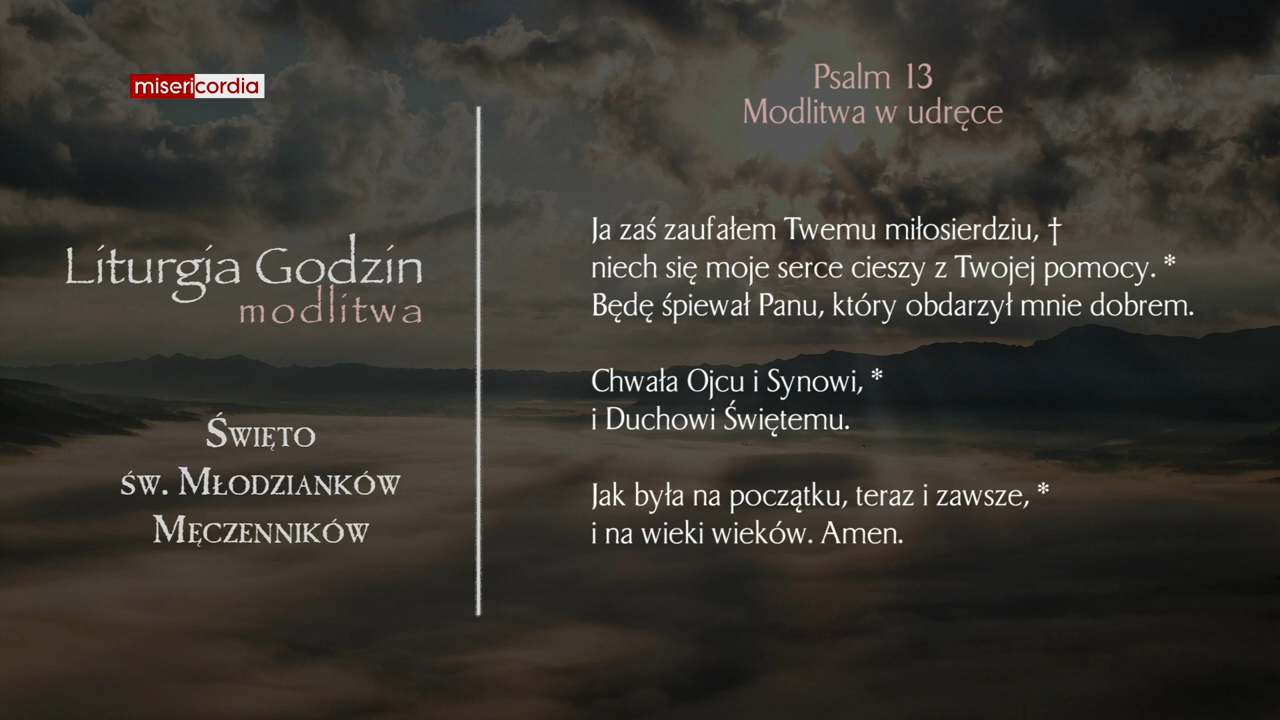 misericordia
Liturgia Godzin
modlitwa
Święto
św. Młodzianków
Męczenników
Psalm 13
Modlitwa w udręce
Ja zaś zaufałem Twemu miłosierdziu, †
niech się moje serce cieszy z Twojej pomocy. *
Będę śpiewał Panu, który obdarzył mnie dobrem.
Chwała Ojcu i Synowi, *
i Duchowi Świętemu.
Jak była na początku, teraz i zawsze, *
i na wieki wieków. Amen.